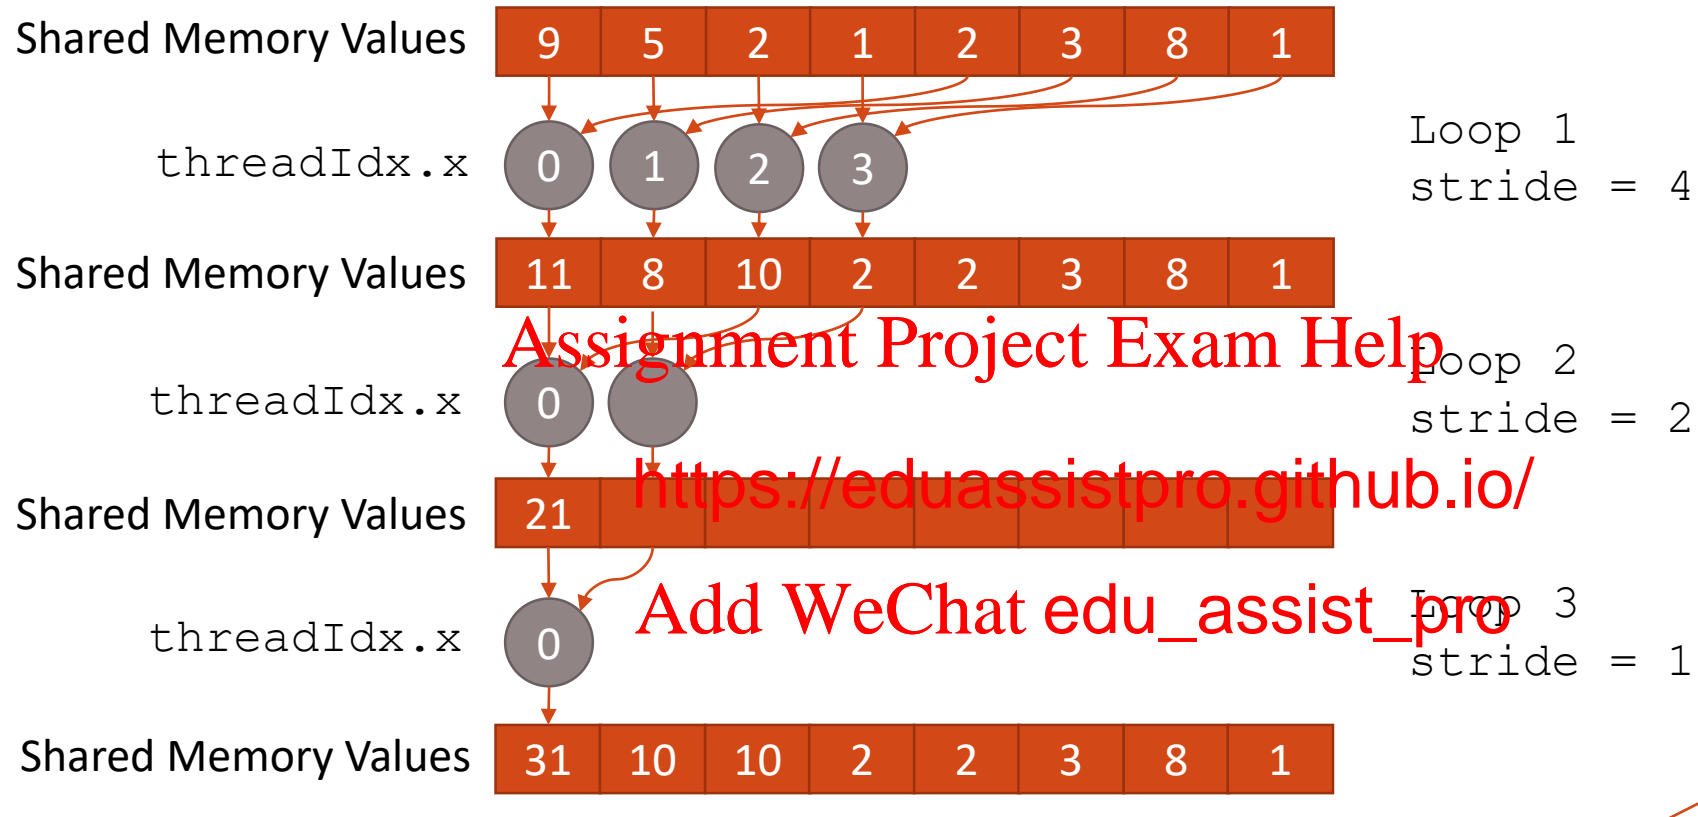 Shared Memory Values 9 5 2 1 2 3 8 1
threadIdx.x 0 1 2 3
Loop 1
stride = 4
Shared Memory Values 11 8 10 2 2 3 8 1
Assignment Project Exam Help
Loop 2
threadIdx.x 0
stride = 2
https://eduassistpro.github.io/
Shared Memory Values 21
Add WeChat edu_assist_pro
Loop 3
threadIdx.x 0
stride = 1
Shared Memory Values 31 10 10 2 2 3 8 1